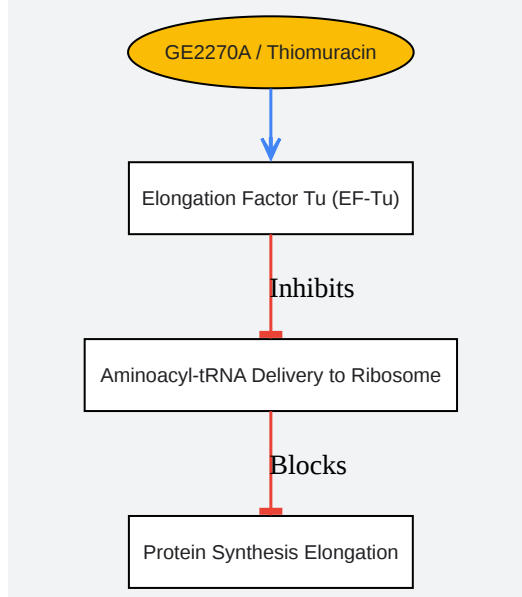 GE2270A / Thiomuracin
Elongation Factor Tu (EF-Tu)
Inhibits
Aminoacyl-tRNA Delivery to Ribosome
Blocks
Protein Synthesis Elongation